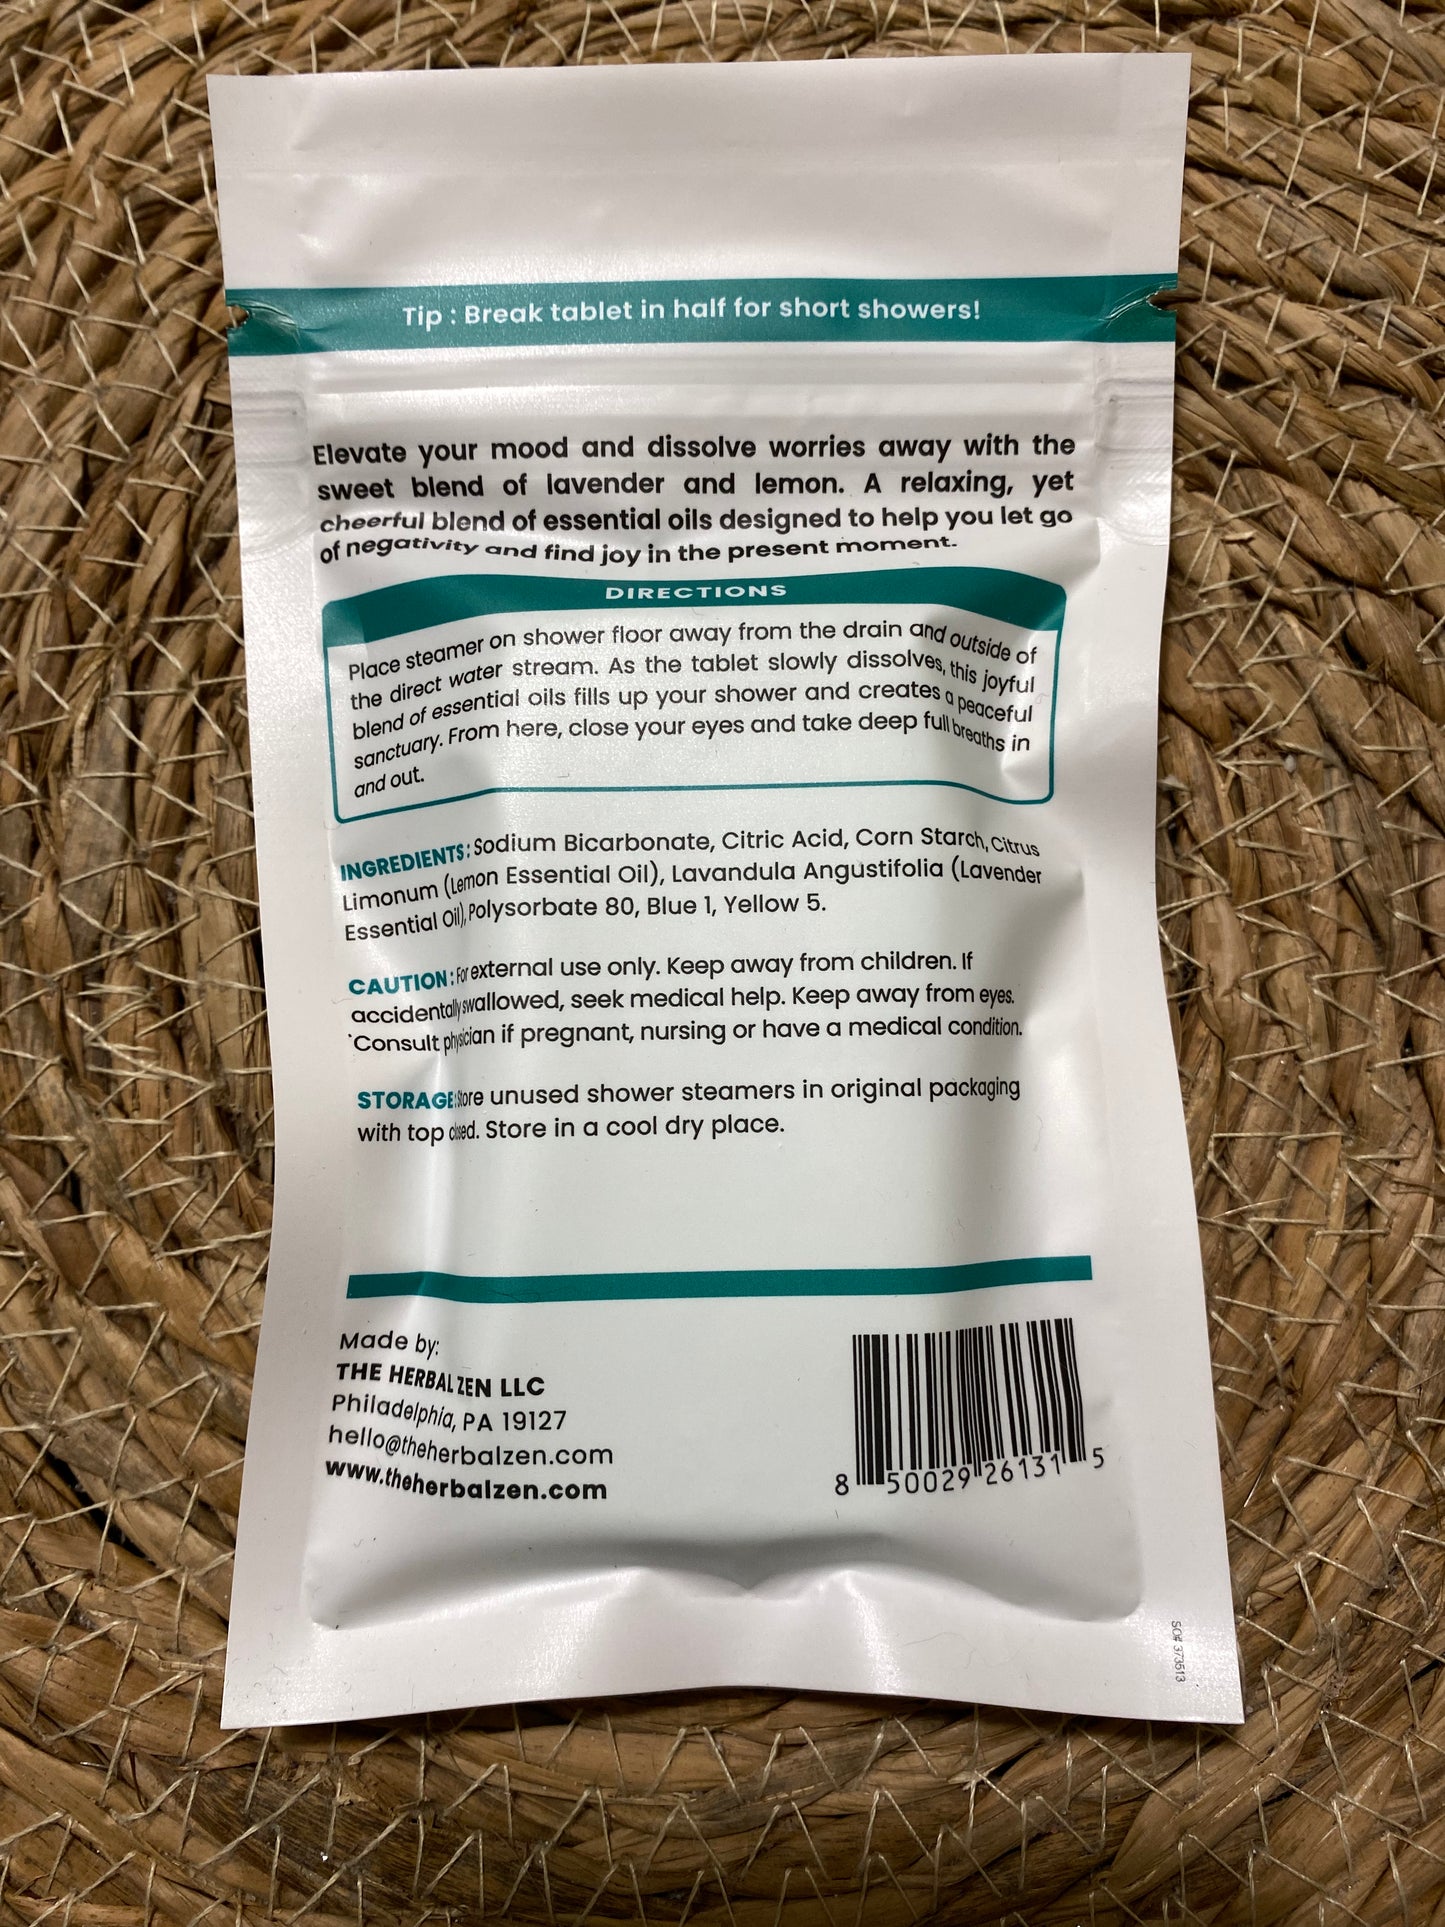 Tip : Break tablet in half for short showers!
Elevate your mood and dissolve worries away with the
sweet blend of lavender and lemon. A relaxing, yet
cheerful blend of essential oils designed to help you let go
of negativity and find joy in the present moment.
DIRECTIONS
Place steamer on shower floor away from the drain and outside of
the direct water stream. As the tablet slowly dissolves, this joyful
blend of essential oils fills up your shower and creates a peaceful
sanctuary. From here, close your eyes and take deep full breaths in
and out.
INGREDIENTS: Sodium Bicarbonate, Citric Acid, Corn Starch, Citrus
Limonum (Lemon Essential Oil), Lavandula Angustifolia (Lavender
Essential Oil), Polysorbate 80, Blue 1, Yellow 5.
CAUTION: For external use only. Keep away from children. If
accidentally swallowed, seek medical help. Keep away from eyes.
*Consult physician if pregnant, nursing or have a medical condition.
STORAGE: Store unused shower steamers in original packaging
with top closed. Store in a cool dry place.
Made by:
THE HERBAL ZEN LLC
Philadelphia, PA 19127
hello@theherbalzen.com
www.theherbalzen.com
8 50029 26131 5
SO# 373513